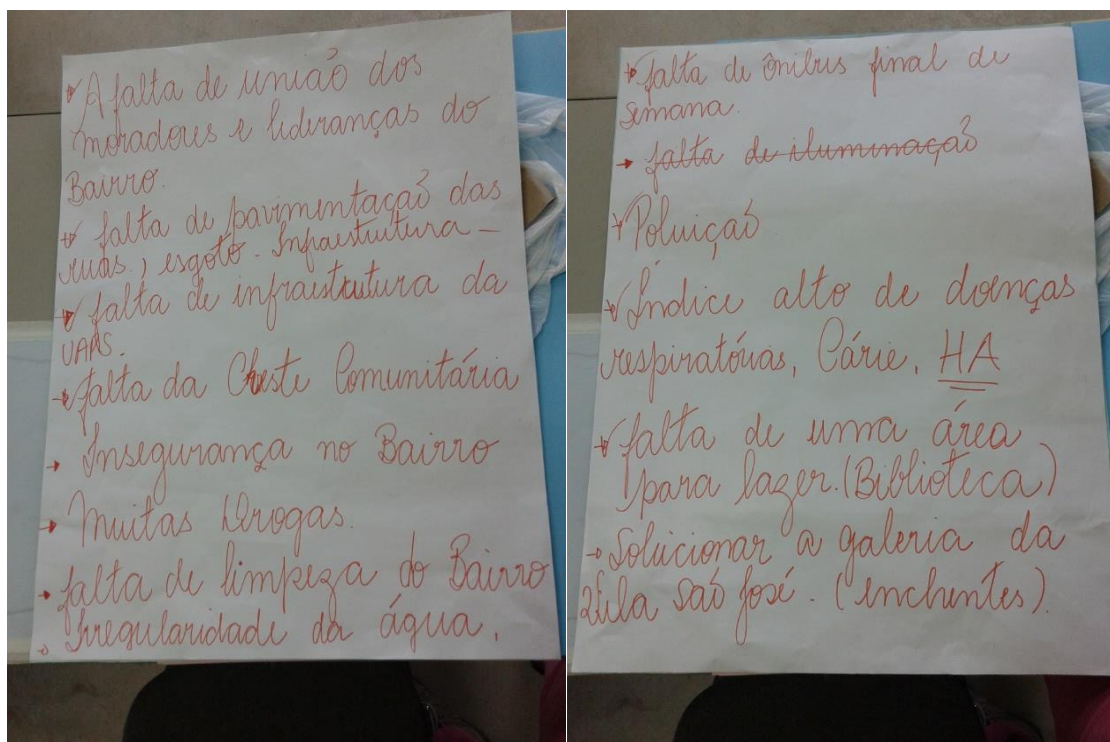 A falta de união dos
moradores e lideranças do
Bairro.
falta de pavimentação das
ruas, esgoto - Infraestrutura -
falta de infraestrutura da
UAPS.
falta da Creste Comunitária
Insegurança no Bairro
Muitas Drogas.
falta de limpeza do Bairro
Irregularidade da água.
falta de ônibus final de
semana.
falta de iluminação
Poluição
Índice alto de doenças
respiratórias, Cárie, HA
falta de uma área
para lazer. (Biblioteca)
Solucionar a galeria da
Vila São José. (inchentes).